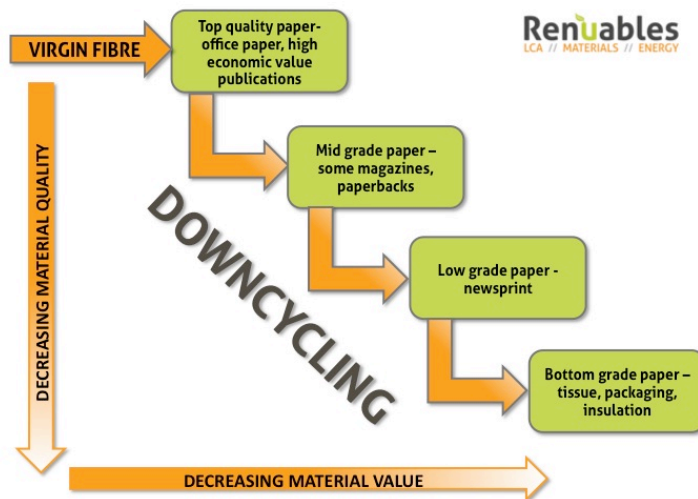 Renuables
LCA // MATERIALS // ENERGY
VIRGIN FIBRE
Top quality paper-
office paper, high
economic value
publications
Mid grade paper –
some magazines,
paperbacks
DOWNCYCLING
Low grade paper -
newsprint
Bottom grade paper –
tissue, packaging,
insulation
DECREASING MATERIAL QUALITY
DECREASING MATERIAL VALUE